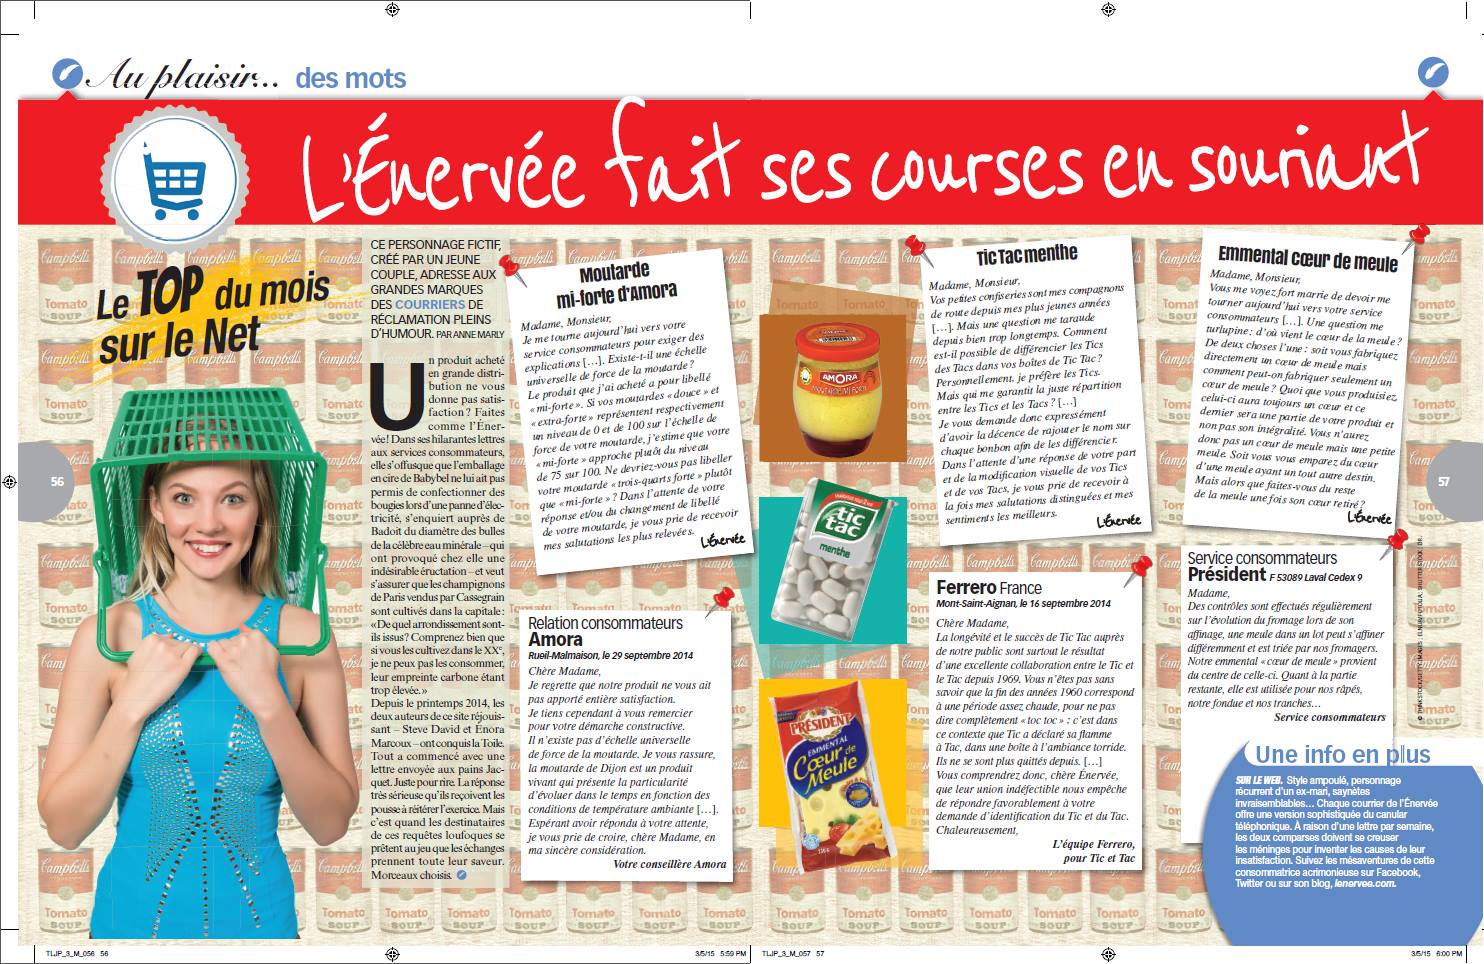 Au plaisir... des mots
L'Énervée fait ses courses en souriant
Le TOP du mois
sur le Net
CE PERSONNAGE FICTIF,
CRÉÉ PAR UN JEUNE
COUPLE, ADRESSE AUX
GRANDES MARQUES
DES COURRIERS DE
RÉCLAMATION PLEINS
D'HUMOUR. PAR ANNE MARLY
Un produit acheté
en grande distri-
bution ne vous
donne pas satis-
faction ? Faites
comme l'Éner-
vée! Dans ses hilarantes lettres
aux services consommateurs,
elle s'offusque que l'emballage
en cire de Babybel ne lui ait pas
permis de confectionner des
bougies lors d'une panne d'élec-
tricité, s'enquiert auprès de
Badoit du diamètre des bulles
de la célèbre eau minérale – qui
ont provoqué chez elle une
indésirable éructation – et veut
s'assurer que les champignons
de Paris vendus par Cassegrain
sont cultivés dans la capitale:
«De quel arrondissement sont-
ils issus? Comprenez bien que
si vous les cultivez dans le XXe,
je ne peux pas les consommer,
leur empreinte carbone étant
trop élevée.»
Depuis le printemps 2014, les
deux auteurs de ce site réjouis-
sant – Steve David et Enora
Marcoux – ont conquis la Toile.
Tout a commencé avec une
lettre envoyée aux pains Jac-
quet. Juste pour rire. La réponse
très sérieuse qu'ils reçoivent les
pousse à réitérer l'exercice. Mais
c'est quand les destinataires
de ces requêtes loufoques se
prêtent au jeu que les échanges
prennent toute leur saveur.
Morceaux choisis.
Moutarde
mi-forte d'Amora
Madame, Monsieur,
Je me tourne aujourd'hui vers votre
service consommateurs pour exiger des
explications […]. Existe-t-il une échelle
universelle de force de la moutarde ?
Le produit que j'ai acheté a pour libellé
« mi-forte ». Si vos moutardes « douce » et
« extra-forte » représentent respectivement
un niveau de 0 et de 100 sur l'échelle de
force de votre moutarde, j'estime que votre
« mi-forte » approche plutôt du niveau
de 75 sur 100. Ne devriez-vous pas libeller
votre moutarde « trois-quarts forte » plutôt
que « mi-forte » ? Dans l'attente de votre
réponse et/ou du changement de libellé
de votre moutarde, je vous prie de recevoir
mes salutations les plus relevées.
L'Énervée
Relation consommateurs
Amora
Rueil-Malmaison, le 29 septembre 2014
Chère Madame,
Je regrette que notre produit ne vous ait
pas apporté entière satisfaction.
Je tiens cependant à vous remercier
pour votre démarche constructive.
Il n'existe pas d'échelle universelle
de force de la moutarde. Je vous rassure,
la moutarde de Dijon est un produit
vivant qui présente la particularité
d'évoluer dans le temps en fonction des
conditions de température ambiante […].
Espérant avoir répondu à votre attente,
je vous prie de croire, chère Madame, en
ma sincère considération.
Votre conseillère Amora
AMORA
tic
tac
menthe
PRÉSIDENT
EMMENTAL
Cœur de
Meule
Tic Tac menthe
Madame, Monsieur,
Vos petites confiseries sont mes compagnons
de route depuis mes plus jeunes années
[…]. Mais une question me taraude
depuis bien trop longtemps. Comment
est-il possible de différencier les Tics
des Tacs dans vos boîtes de Tic Tac ?
Personnellement, je préfère les Tics.
Mais qui me garantit la juste répartition
entre les Tics et les Tacs ? […]
Je vous demande donc expressément
d'avoir la décence de rajouter le nom sur
chaque bonbon afin de les différencier.
Dans l'attente d'une réponse de votre part
et de la modification visuelle de vos Tics
et de vos Tacs, je vous prie de recevoir à
la fois mes salutations distinguées et mes
sentiments les meilleurs.
L'Énervée
Ferrero France
Mont-Saint-Aignan, le 16 septembre 2014
Chère Madame,
La longévité et le succès de Tic Tac auprès
de notre public sont surtout le résultat
d'une excellente collaboration entre le Tic et
le Tac depuis 1969. Vous n'êtes pas sans
savoir que la fin des années 1960 correspond
à une période assez chaude, pour ne pas
dire complètement « toc toc » : c'est dans
ce contexte que Tic a déclaré sa flamme
à Tac, dans une boîte à l'ambiance torride.
Ils ne se sont plus quittés depuis. […]
Vous comprendrez donc, chère Énervée,
que leur union indéfectible nous empêche
de répondre favorablement à votre
demande d'identification du Tic et du Tac.
Chaleureusement,
L'équipe Ferrero,
pour Tic et Tac
Emmental cœur de meule
Madame, Monsieur,
Vous me voyez fort marrie de devoir me
tourner aujourd'hui vers votre service
consommateurs […]. Une question me
turlupine : d'où vient le cœur de la meule ?
De deux choses l'une : soit vous fabriquez
directement un cœur de meule mais
comment peut-on fabriquer seulement un
cœur de meule ? Quoi que vous produisiez,
celui-ci aura toujours un cœur et ce
dernier sera une partie de votre produit et
non pas son intégralité. Vous n'aurez
donc pas un cœur de meule mais une petite
meule. Soit vous vous emparez du cœur
d'une meule ayant un tout autre destin.
Mais alors que faites-vous du reste
de la meule une fois son cœur retiré ?
L'Énervée
Service consommateurs
Président F 53089 Laval Cedex 9
Madame,
Des contrôles sont effectués régulièrement
sur l'évolution du fromage lors de son
affinage, une meule dans un lot peut s'affiner
différemment et est triée par nos fromagers.
Notre emmental « cœur de meule » provient
du centre de celle-ci. Quant à la partie
restante, elle est utilisée pour nos râpés,
notre fondue et nos tranches…
Service consommateurs
Une info en plus
SUR LE WEB. Style ampoulé, personnage
récurrent d'un ex-mari, saynètes
invraisemblables… Chaque courrier de l'Énervée
offre une version sophistiquée du canular
téléphonique. À raison d'une lettre par semaine,
les deux comparses doivent se creuser
les méninges pour inventer les causes de leur
insatisfaction. Suivez les mésaventures de cette
consommatrice acrimonieuse sur Facebook,
Twitter ou sur son blog, lenervee.com.
56
57
Campbell's
Tomato
SOUP
TLJP_3_M_056 56
3/5/15 5:59 PM
TLJP_3_M_057 57
3/5/15 6:00 PM